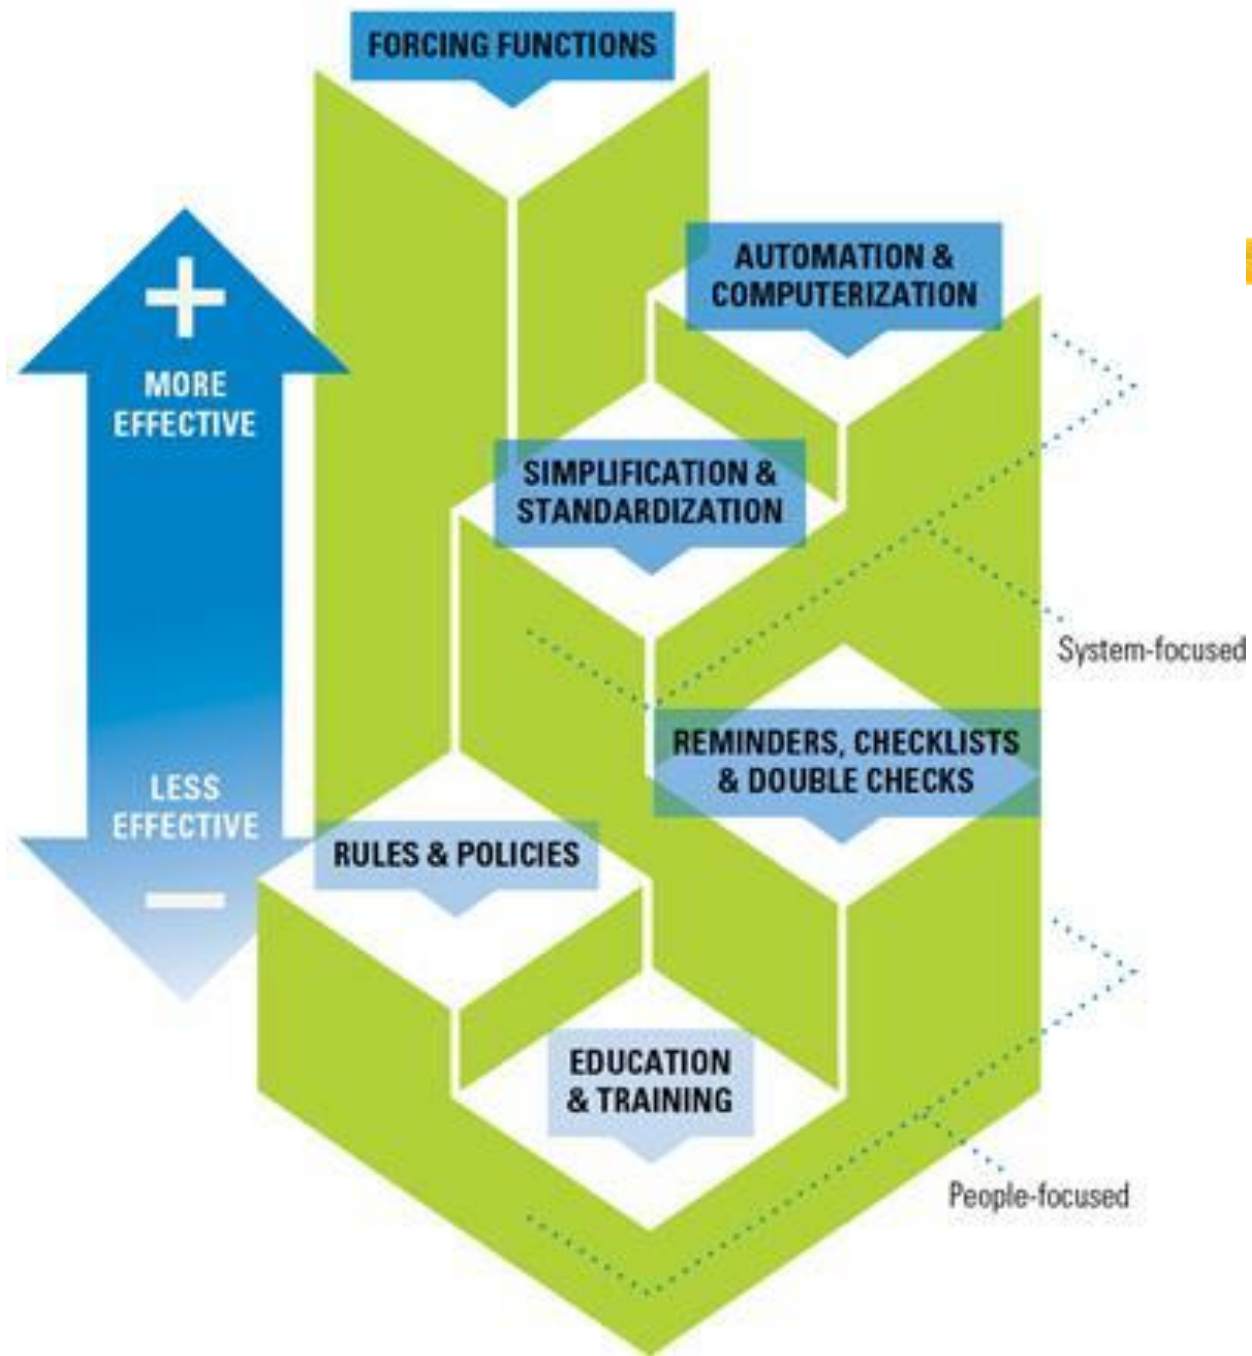 FORCING FUNCTIONS
AUTOMATION &
COMPUTERIZATION
+
MORE
EFFECTIVE
SIMPLIFICATION &
STANDARDIZATION
System-focused
REMINDERS, CHECKLISTS
& DOUBLE CHECKS
LESS
EFFECTIVE
–
RULES & POLICIES
EDUCATION
& TRAINING
People-focused